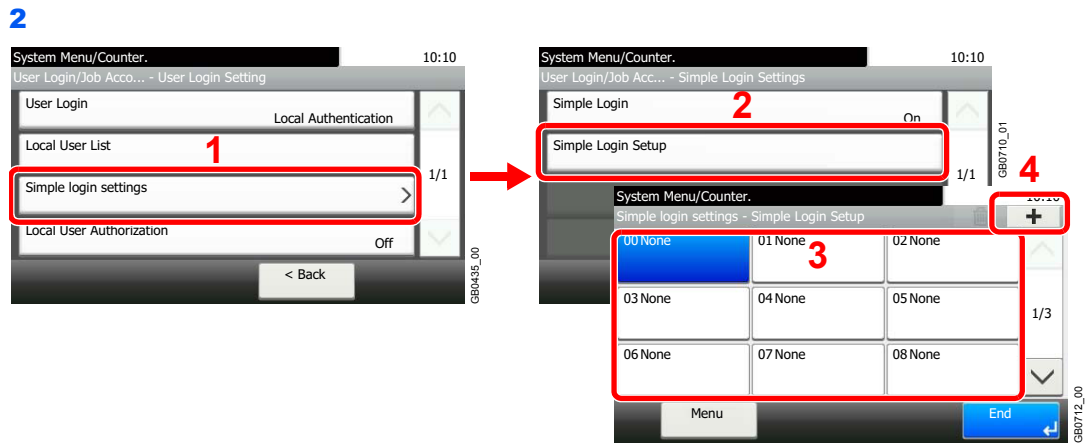 2
System Menu/Counter.
10:10
User Login/Job Acco... - User Login Setting
User Login
Local Authentication
Local User List
1
Simple login settings
1/1
Local User Authorization
Off
< Back
GB0435_00
System Menu/Counter.
10:10
User Login/Job Acc... - Simple Login Settings
Simple Login
2
On
Simple Login Setup
1/1
GB0710_01
4
System Menu/Counter.
10:10
Simple login settings - Simple Login Setup
+
00 None
01 None
02 None
3
03 None
04 None
05 None
1/3
06 None
07 None
08 None
Menu
End
GB0712_00